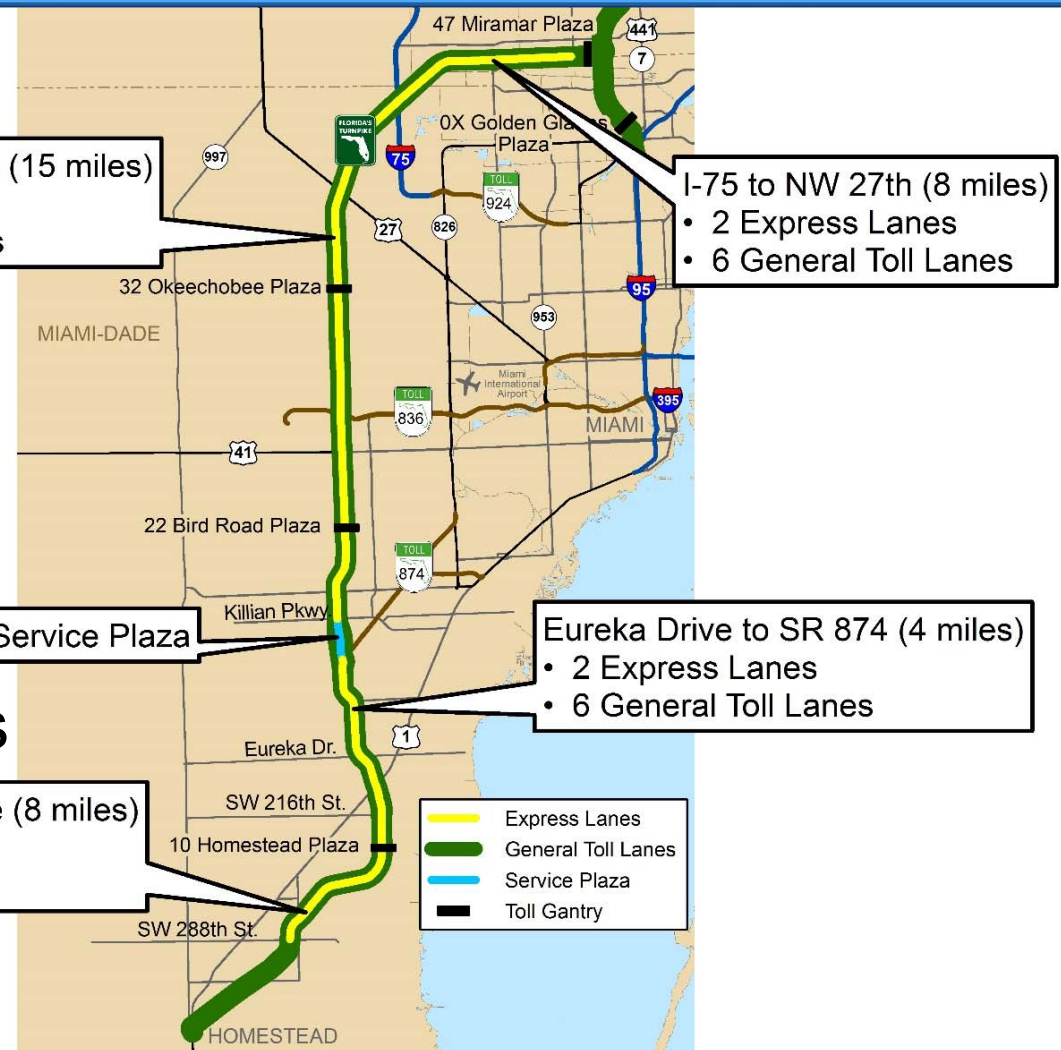 47 Miramar Plaza
441
7
FLORIDA'S
TURNPIKE
0X Golden Glades
Plaza
(15 miles)
s
997
75
TOLL
924
I-75 to NW 27th (8 miles)
• 2 Express Lanes
• 6 General Toll Lanes
27
826
32 Okeechobee Plaza
95
953
MIAMI-DADE
Miami
International
Airport
TOLL
836
395
MIAMI
41
22 Bird Road Plaza
TOLL
874
Killian Pkwy.
Service Plaza
Eureka Drive to SR 874 (4 miles)
• 2 Express Lanes
• 6 General Toll Lanes
s
1
Eureka Dr.
(8 miles)
SW 216th St.
10 Homestead Plaza
Express Lanes
General Toll Lanes
Service Plaza
Toll Gantry
SW 288th St.
HOMESTEAD